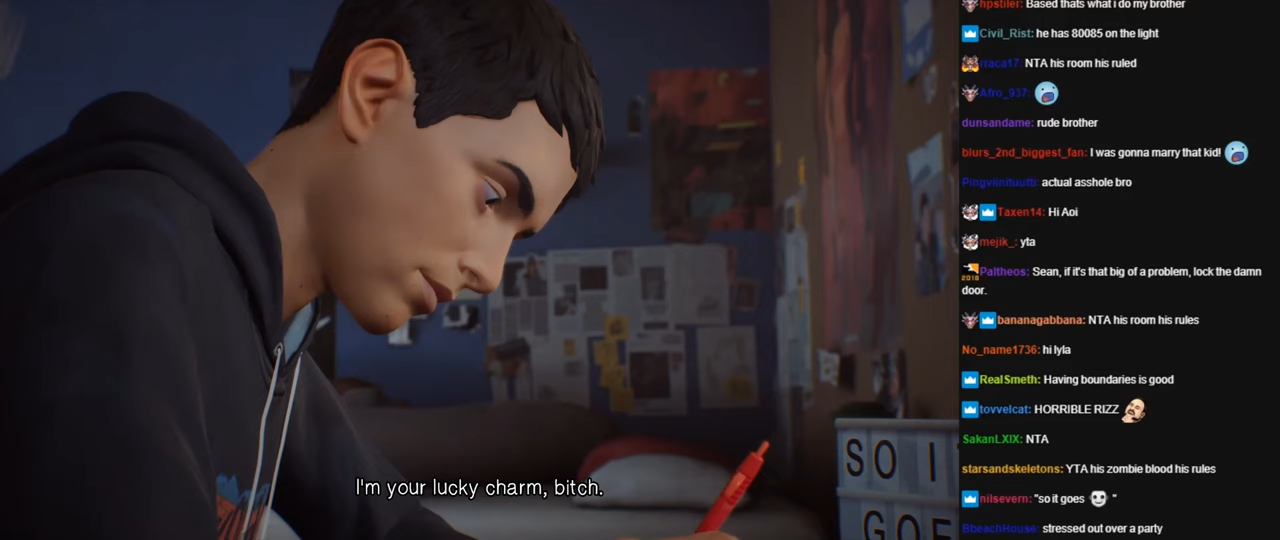 hpstiler: Based thats what i do my brother
Civil_Rist: he has 80085 on the light
rraca17: NTA his room his ruled
Afro_937:
dunsandame: rude brother
blurs_2nd_biggest_fan: I was gonna marry that kid!
Pingviinituutti: actual asshole bro
Taxen14: Hi Aoi
mejik_: yta
2018 Paltheos: Sean, if it's that big of a problem, lock the damn
door.
bananagabbana: NTA his room his rules
No_name1736: hi lyla
RealSmeth: Having boundaries is good
tovvelcat: HORRIBLE RIZZ
SakanLXIX: NTA
starsandskeletons: YTA his zombie blood his rules
nilsevern: "so it goes "
BbeachHouse: stressed out over a party
I'm your lucky charm, bitch.
SO I
GOE